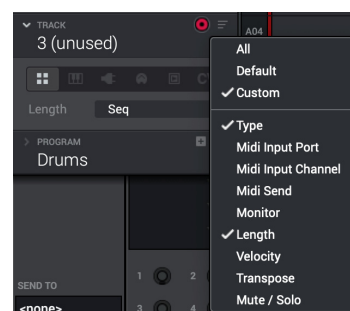 TRACK
3 (unused)
A04
Length Seq
PROGRAM
Drums
SEND TO
<none>
1 2
3 4
All
Default
Custom
Type
Midi Input Port
Midi Input Channel
Midi Send
Monitor
Length
Velocity
Transpose
Mute / Solo